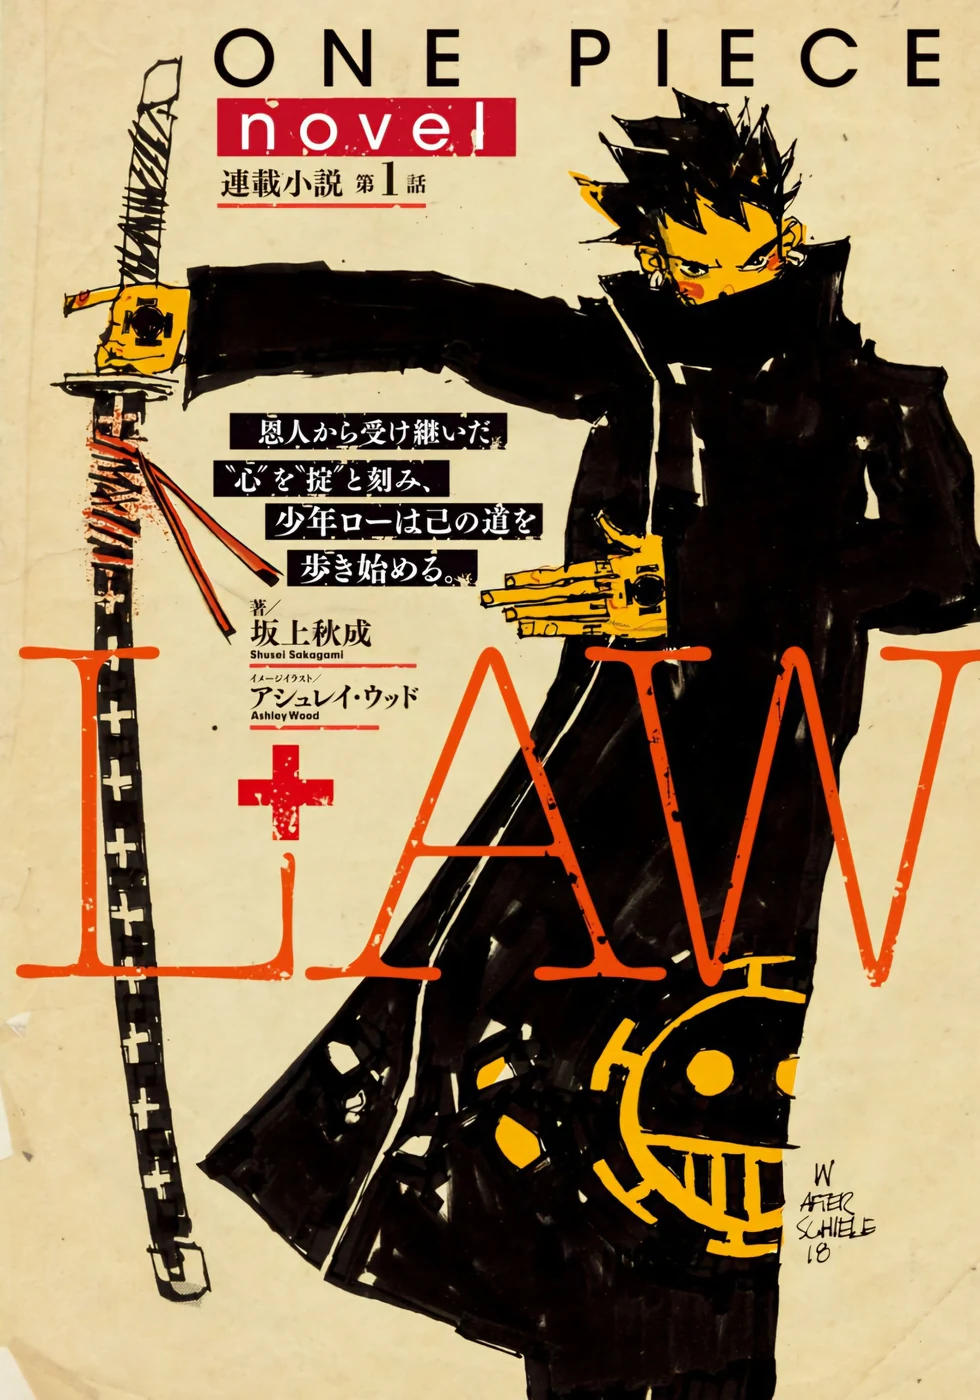 ONE PIECE
novel
連載小説 第1話
恩人から受け継いだ
〝心〟を〝掟〟と刻み、
少年ローは己の道を
歩き始める。
著／
坂上秋成
Shusei Sakagami
イメージイラスト／
アシュレイ・ウッド
Ashley Wood
LAW
W
AFTER
SCHIELE
18